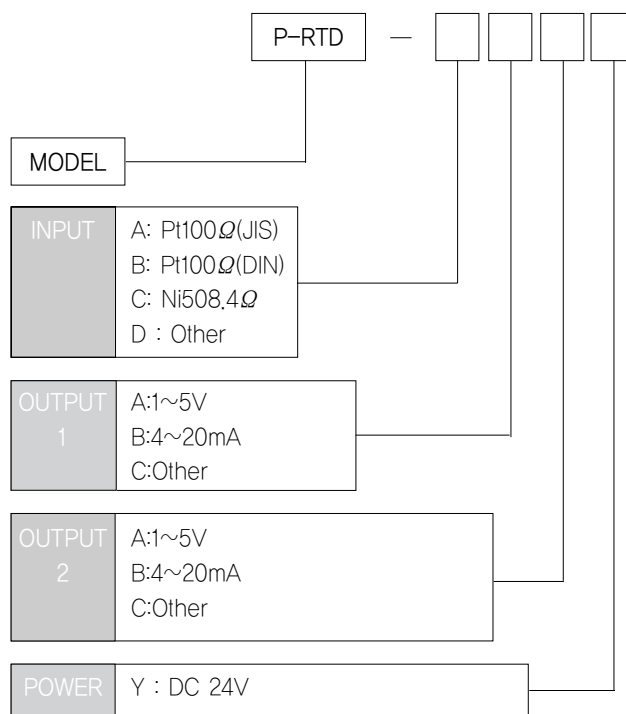 P-RTD —
MODEL
INPUT
A: Pt100Ω(JIS)
B: Pt100Ω(DIN)
C: Ni508.4Ω
D : Other
OUTPUT
1
A:1~5V
B:4~20mA
C:Other
OUTPUT
2
A:1~5V
B:4~20mA
C:Other
POWER
Y : DC 24V